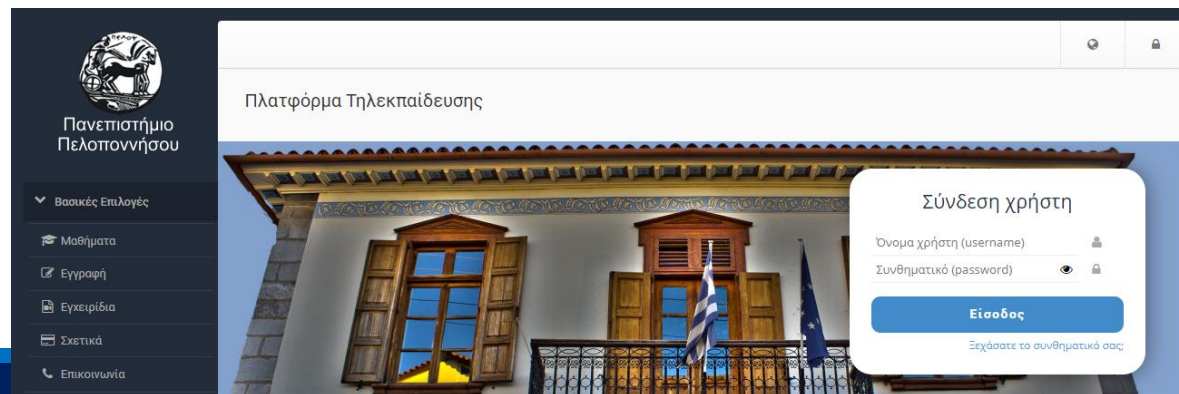 ΠΕΛΟΥ
Πανεπιστήμιο
Πελοποννήσου
Βασικές Επιλογές
Μαθήματα
Εγγραφή
Εγχειρίδια
Σχετικά
Επικοινωνία
Πλατφόρμα Τηλεκπαίδευσης
Σύνδεση χρήστη
Όνομα χρήστη (username)
Συνθηματικό (password)
Είσοδος
Ξεχάσατε το συνθηματικό σας;